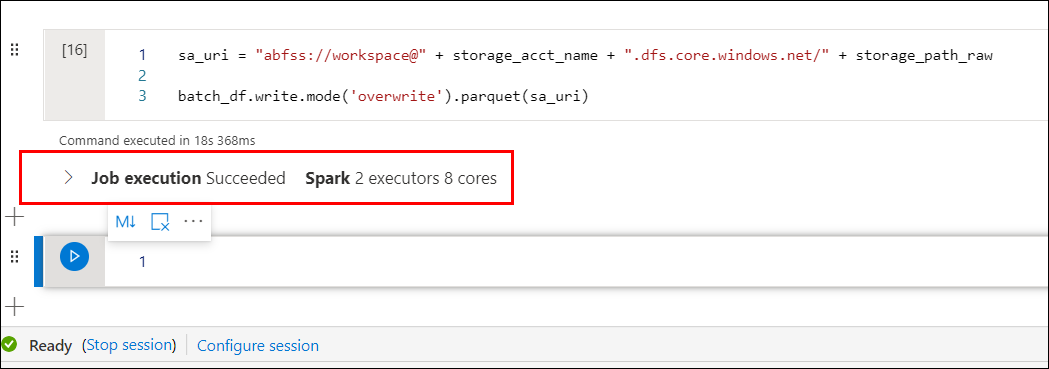 [16]
1 sa_uri = "abfss://workspace@" + storage_acct_name + ".dfs.core.windows.net/" + storage_path_raw
2
3 batch_df.write.mode('overwrite').parquet(sa_uri)
Command executed in 18s 368ms
Job execution Succeeded Spark 2 executors 8 cores
M↓ ...
1
Ready (Stop session) Configure session